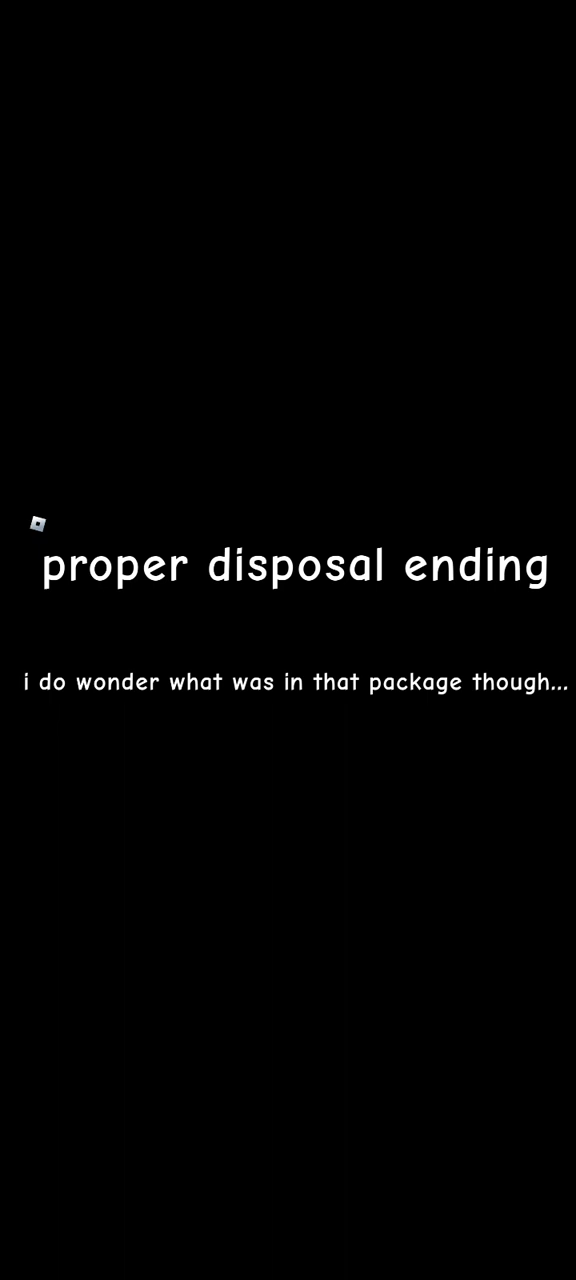 proper disposal ending
i do wonder what was in that package though...